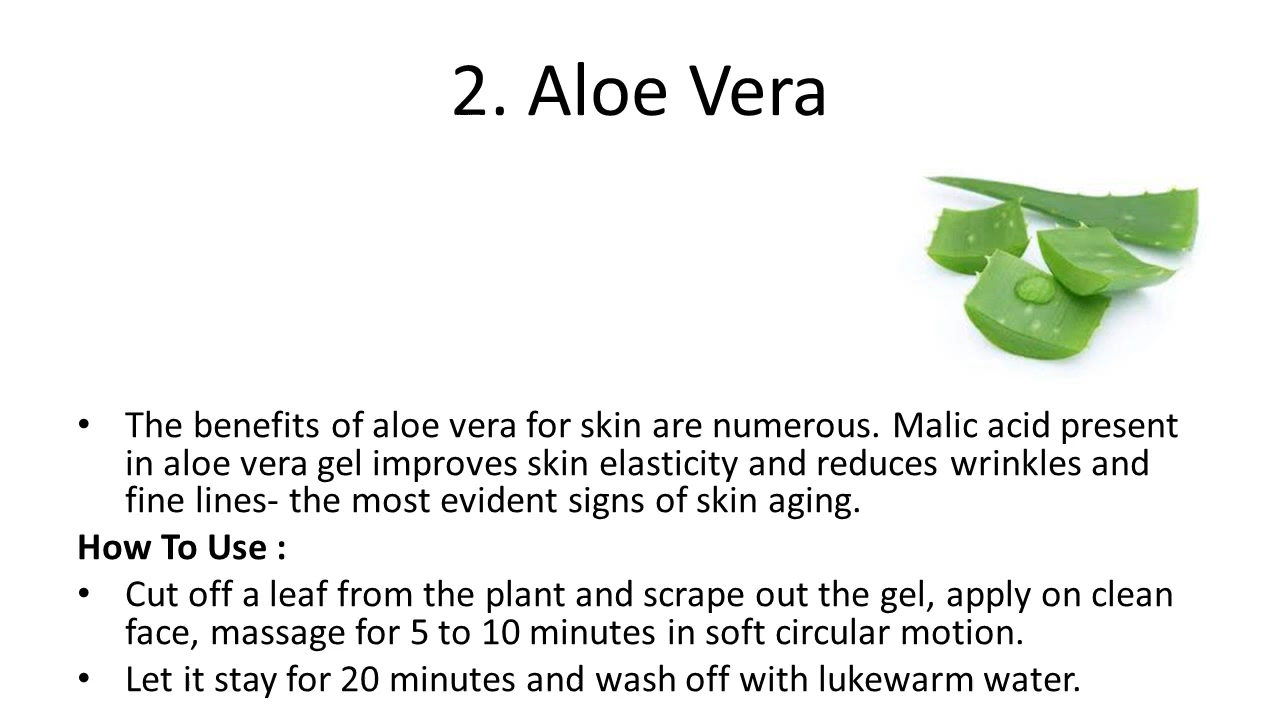 2. Aloe Vera
• The benefits of aloe vera for skin are numerous. Malic acid present
in aloe vera gel improves skin elasticity and reduces wrinkles and
fine lines- the most evident signs of skin aging.
How To Use :
• Cut off a leaf from the plant and scrape out the gel, apply on clean
face, massage for 5 to 10 minutes in soft circular motion.
• Let it stay for 20 minutes and wash off with lukewarm water.